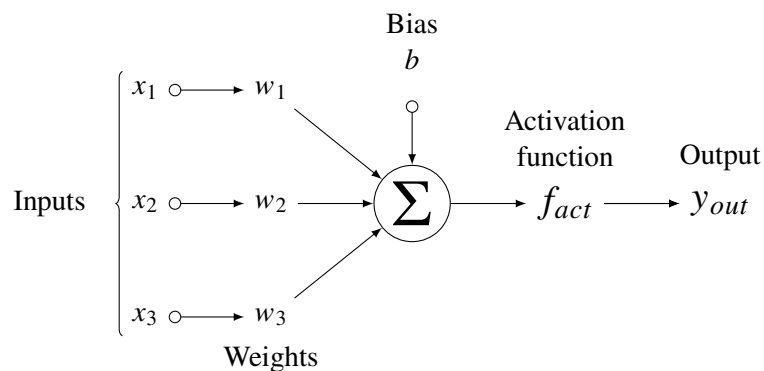 Bias
b
x1
w1
Activation
function
Output
Inputs
x2
w2
Σ
fact
yout
x3
w3
Weights